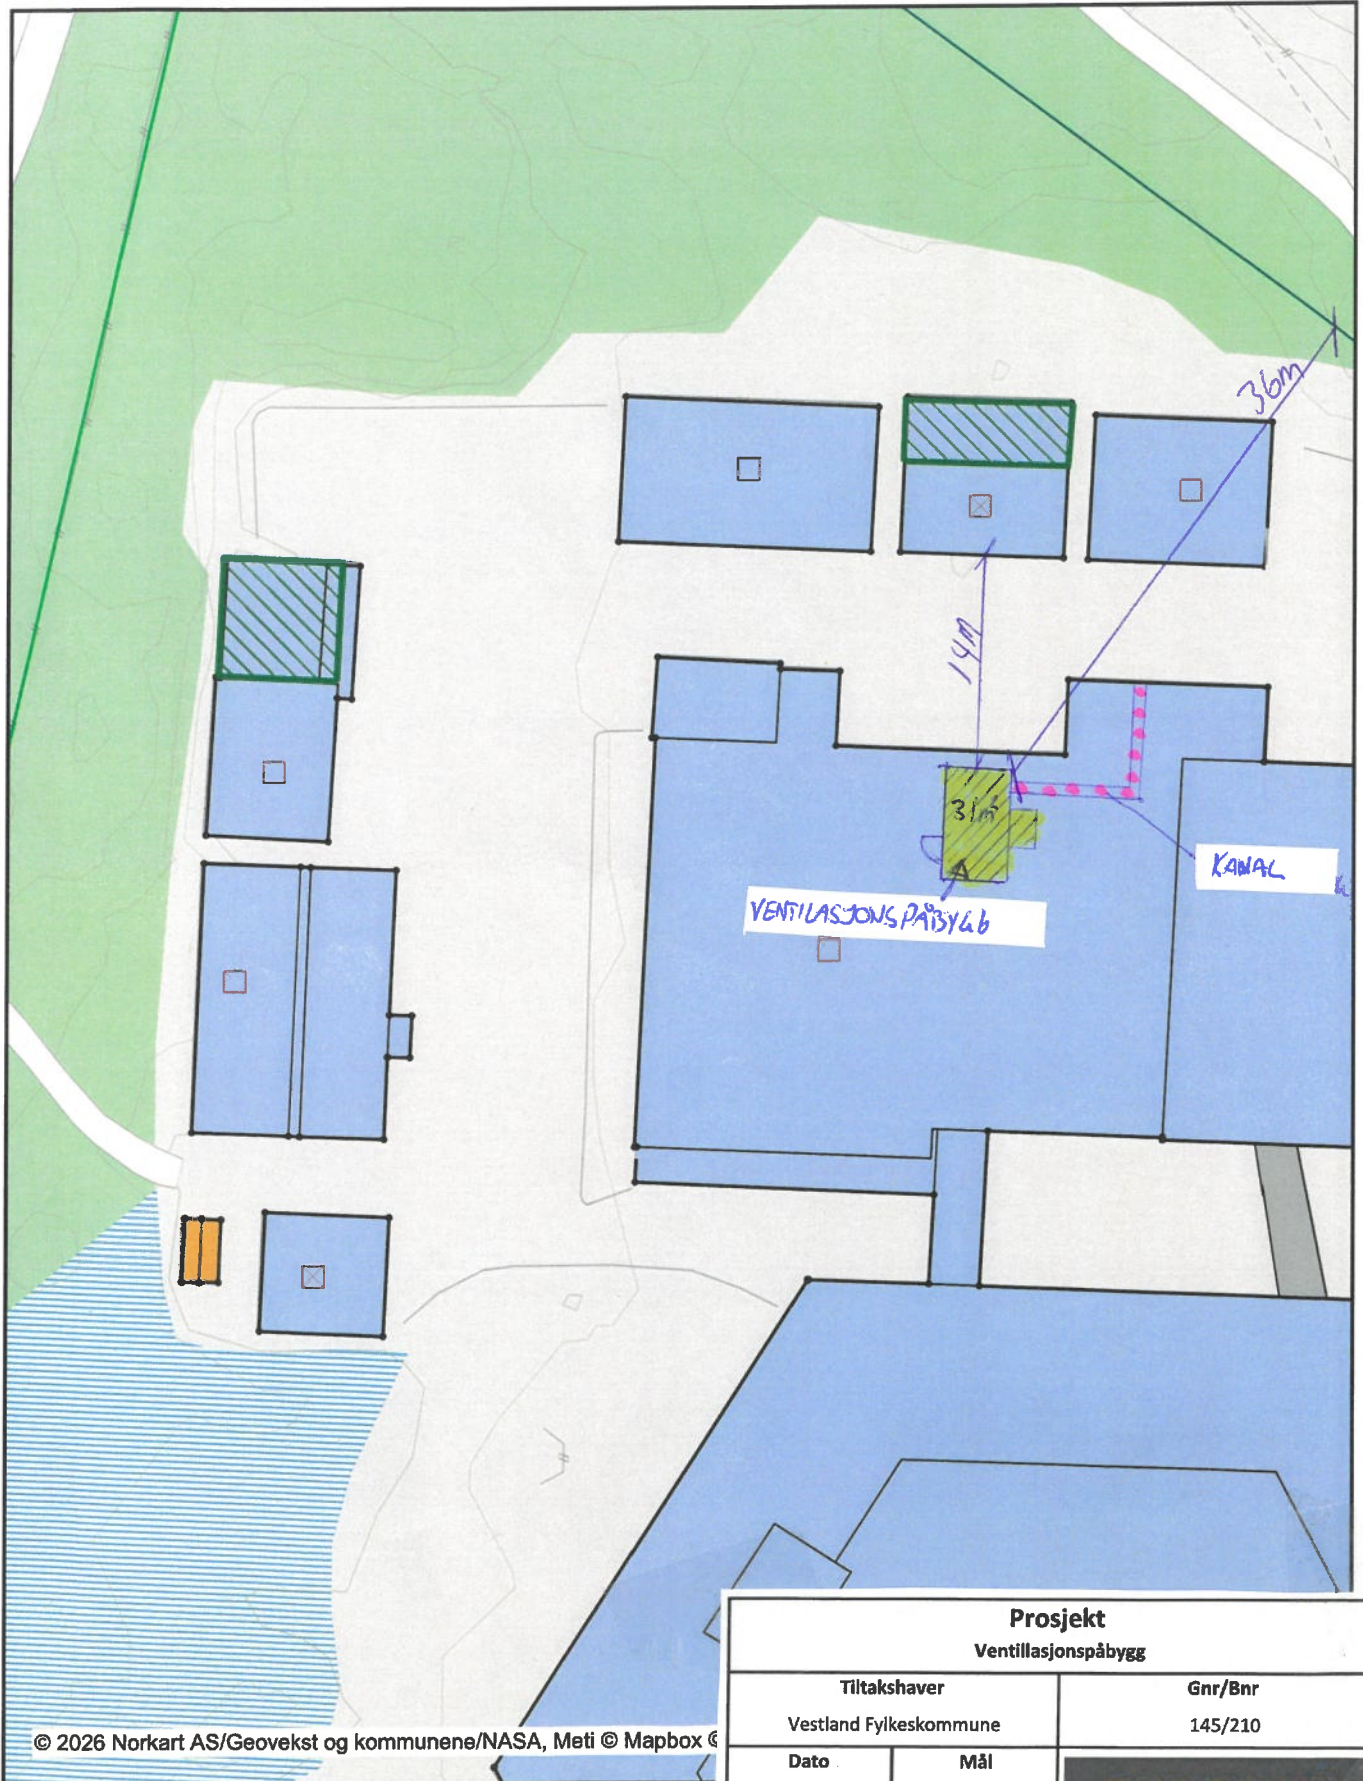 36m
14M
31m²
KANAL
VENTILASJONSPÅBYGG
Prosjekt
Ventillasjonspåbygg
Tiltakshaver
Gnr/Bnr
Vestland Fylkeskommune
145/210
© 2026 Norkart AS/Geovekst og kommunene/NASA, Meti © Mapbox ©
Dato
Mål